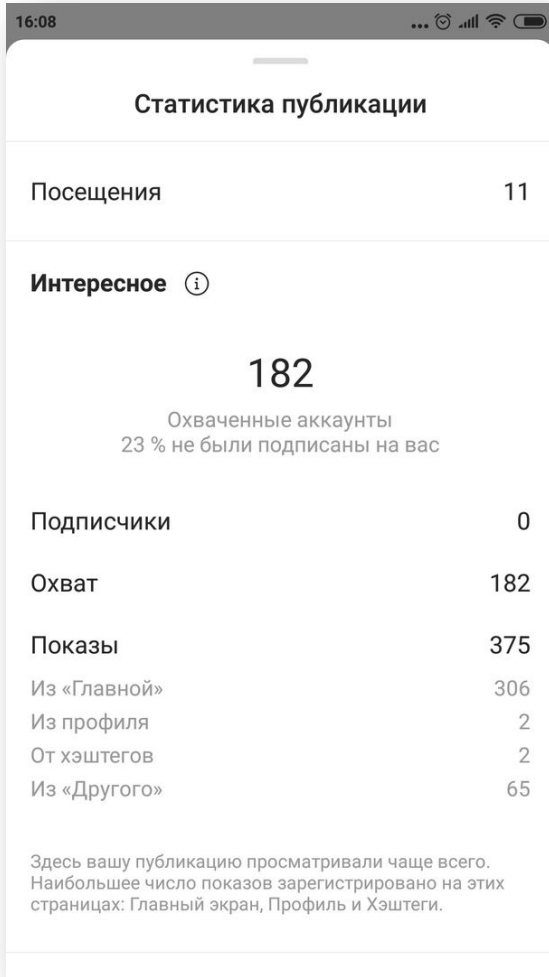 16:08
Статистика публикации
Посещения 11
Интересное
182
Охваченные аккаунты
23 % не были подписаны на вас
Подписчики 0
Охват 182
Показы 375
Из «Главной» 306
Из профиля 2
От хэштегов 2
Из «Другого» 65
Здесь вашу публикацию просматривали чаще всего.
Наибольшее число показов зарегистрировано на этих
страницах: Главный экран, Профиль и Хэштеги.